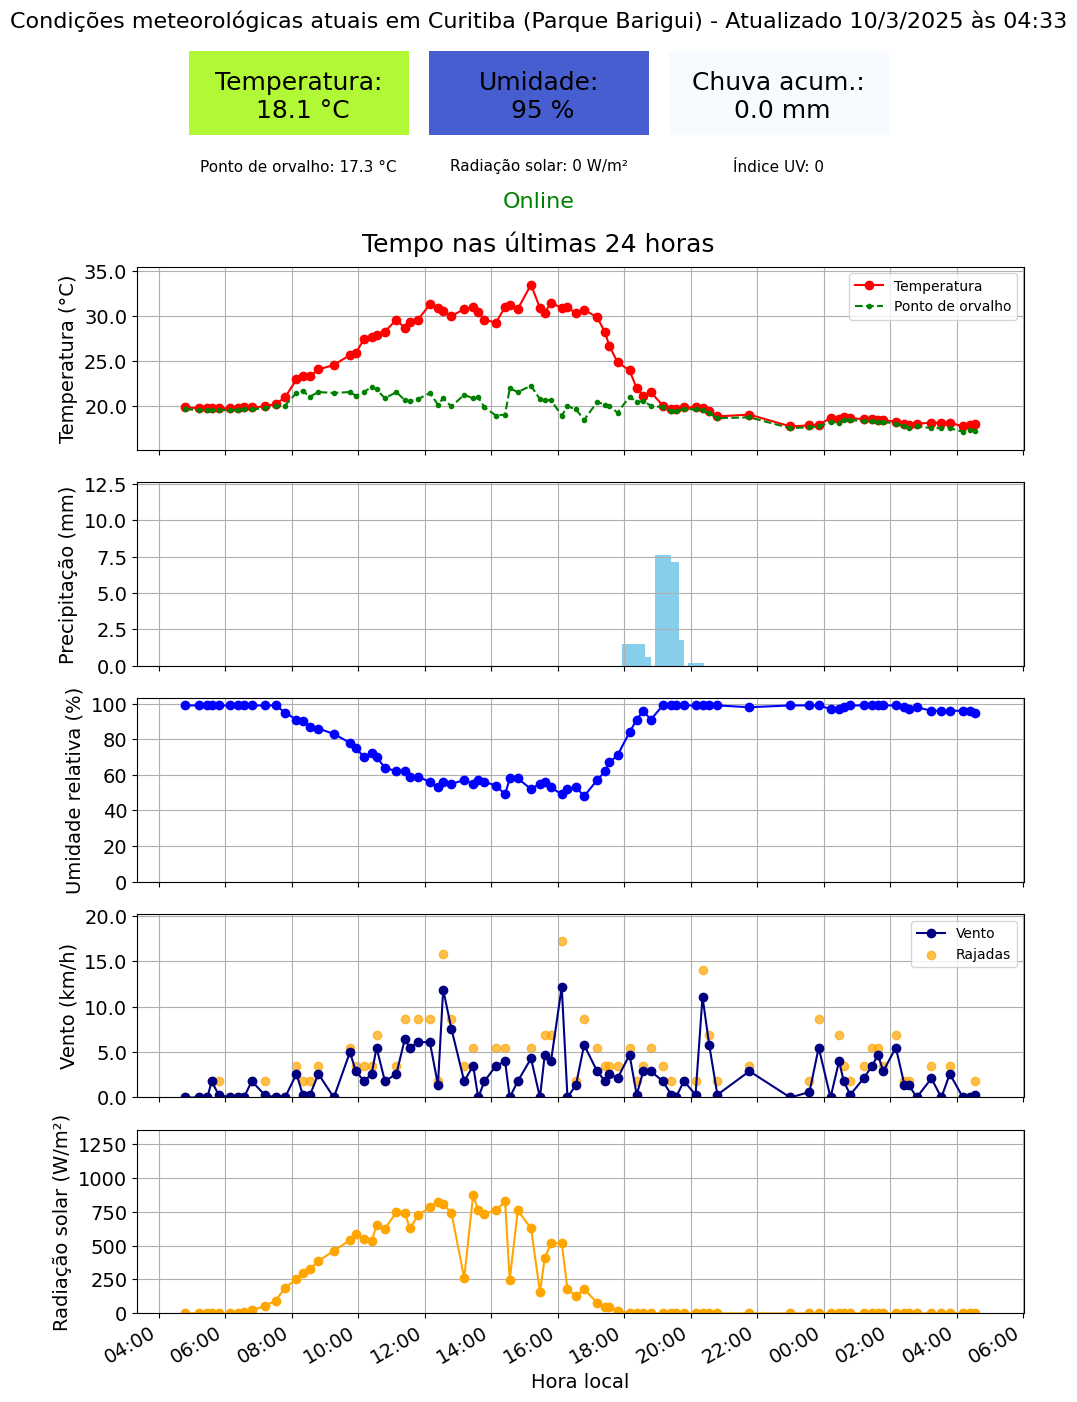 Condições meteorológicas atuais em Curitiba (Parque Barigui) - Atualizado 10/3/2025 às 04:33
Temperatura:
18.1 °C
Umidade:
95 %
Chuva acum.:
0.0 mm
Ponto de orvalho: 17.3 °C
Radiação solar: 0 W/m²
Índice UV: 0
Online
Tempo nas últimas 24 horas
Temperatura (°C)
35.0
30.0
25.0
20.0
Temperatura
Ponto de orvalho
Precipitação (mm)
12.5
10.0
7.5
5.0
2.5
0.0
Umidade relativa (%)
100
80
60
40
20
0
Vento (km/h)
20.0
15.0
10.0
5.0
0.0
Vento
Rajadas
Radiação solar (W/m²)
1250
1000
750
500
250
0
04:00 06:00 08:00 10:00 12:00 14:00 16:00 18:00 20:00 22:00 00:00 02:00 04:00 06:00
Hora local